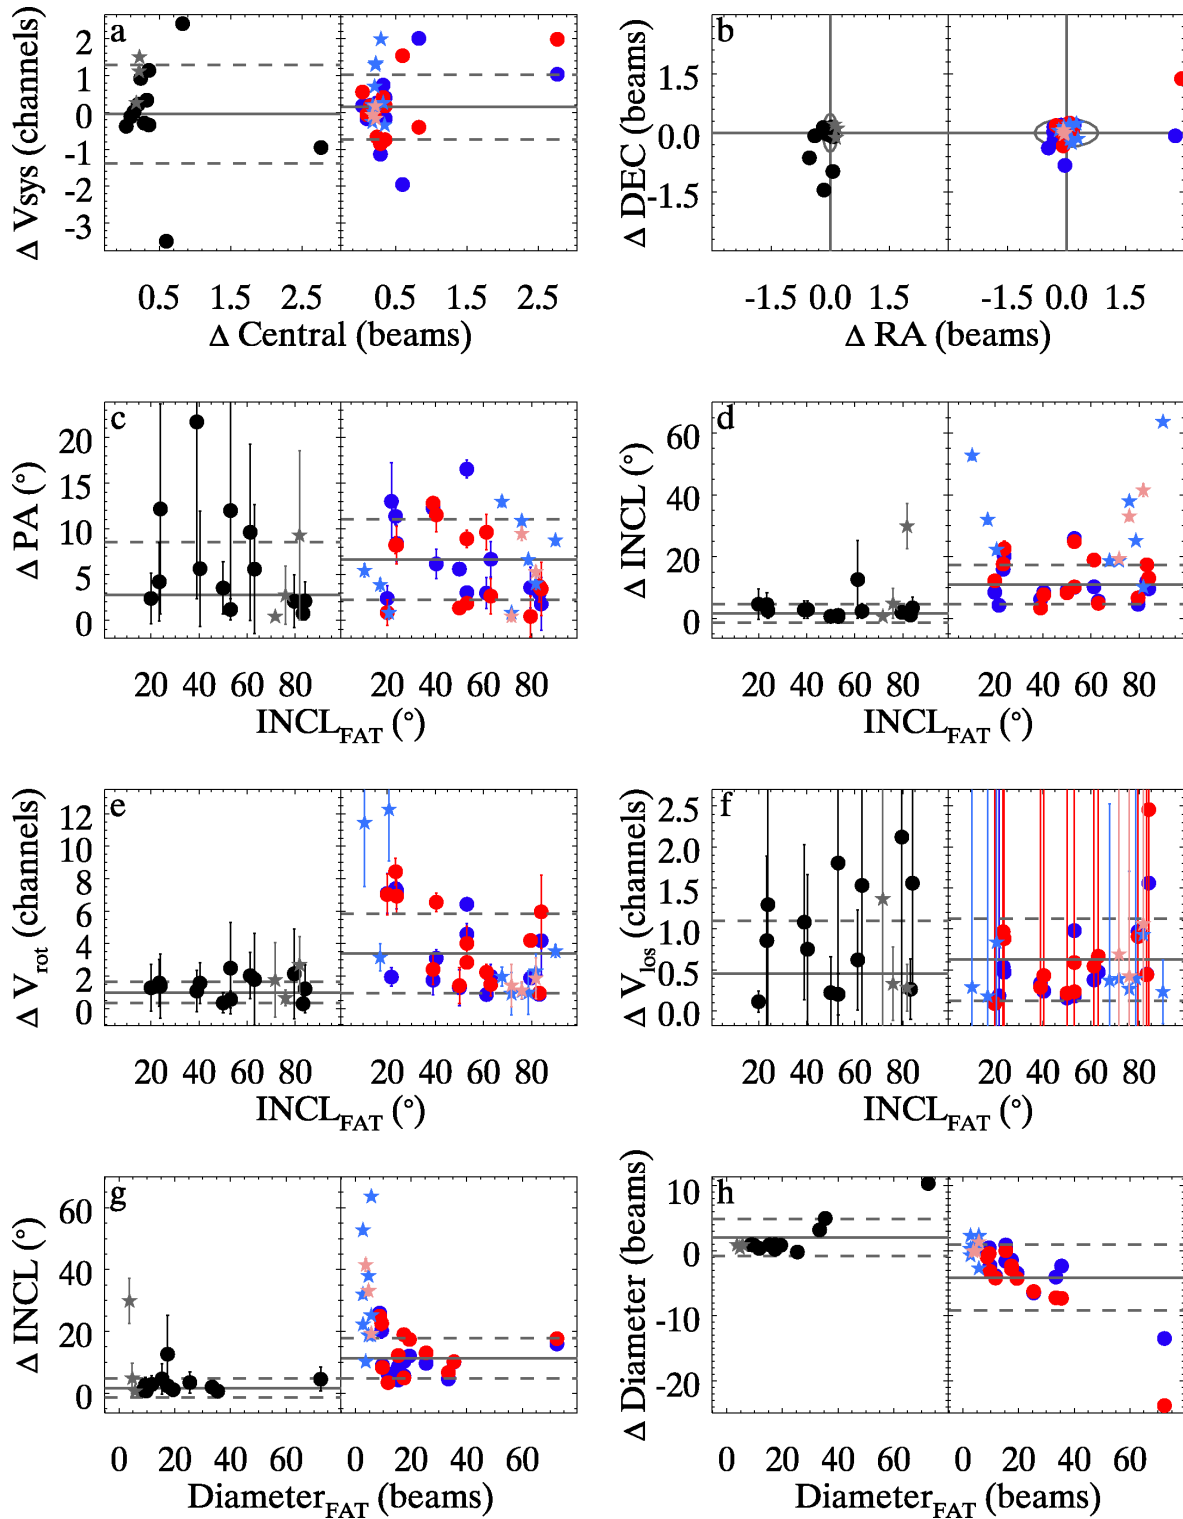 a
b
Δ Vsys (channels)
2
1
0
-1
-2
-3
0.5 1.5 2.5 0.5 1.5 2.5
Δ Central (beams)
Δ DEC (beams)
1.5
0.0
-1.5
-1.5 0.0 1.5 -1.5 0.0 1.5
Δ RA (beams)
c
d
Δ PA (°)
20
15
10
5
0
20 40 60 80 20 40 60 80
INCL_FAT (°)
Δ INCL (°)
60
40
20
0
20 40 60 80 20 40 60 80
INCL_FAT (°)
e
f
Δ V_rot (channels)
12
10
8
6
4
2
0
20 40 60 80 20 40 60 80
INCL_FAT (°)
Δ V_los (channels)
2.5
2.0
1.5
1.0
0.5
0.0
20 40 60 80 20 40 60 80
INCL_FAT (°)
g
h
Δ INCL (°)
60
40
20
0
0 20 40 60 0 20 40 60
Diameter_FAT (beams)
Δ Diameter (beams)
10
0
-10
-20
0 20 40 60 0 20 40 60
Diameter_FAT (beams)